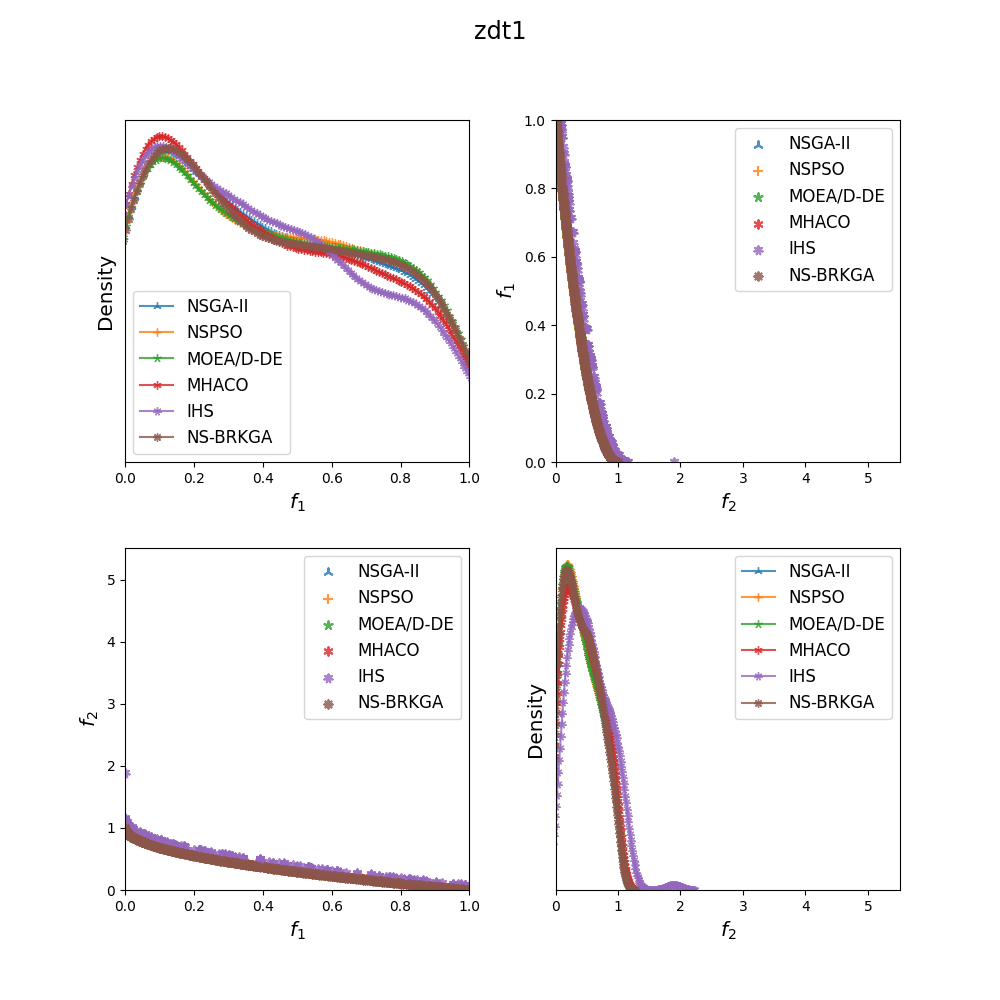 zdt1
Density
NSGA-II
NSPSO
MOEA/D-DE
MHACO
IHS
NS-BRKGA
0.0 0.2 0.4 0.6 0.8 1.0
f1
f1
1.0
0.8
0.6
0.4
0.2
0.0
NSGA-II
NSPSO
MOEA/D-DE
MHACO
IHS
NS-BRKGA
0 1 2 3 4 5
f2
f2
5
4
3
2
1
0
NSGA-II
NSPSO
MOEA/D-DE
MHACO
IHS
NS-BRKGA
0.0 0.2 0.4 0.6 0.8 1.0
f1
Density
NSGA-II
NSPSO
MOEA/D-DE
MHACO
IHS
NS-BRKGA
0 1 2 3 4 5
f2